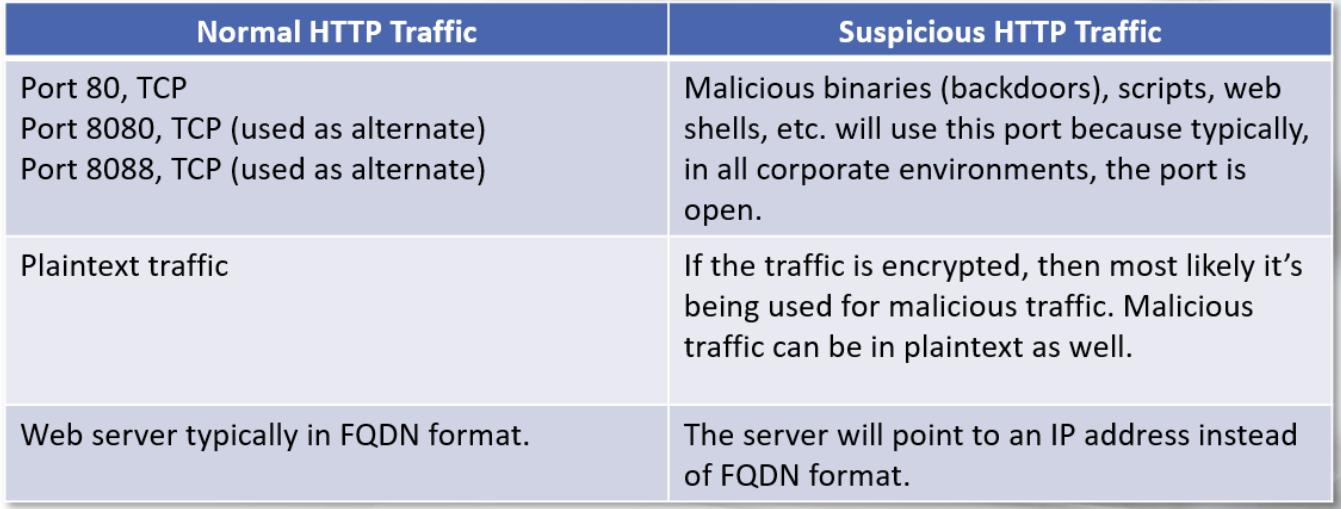 Normal HTTP Traffic
Suspicious HTTP Traffic
Port 80, TCP
Port 8080, TCP (used as alternate)
Port 8088, TCP (used as alternate)
Malicious binaries (backdoors), scripts, web
shells, etc. will use this port because typically,
in all corporate environments, the port is
open.
Plaintext traffic
If the traffic is encrypted, then most likely it’s
being used for malicious traffic. Malicious
traffic can be in plaintext as well.
Web server typically in FQDN format.
The server will point to an IP address instead
of FQDN format.